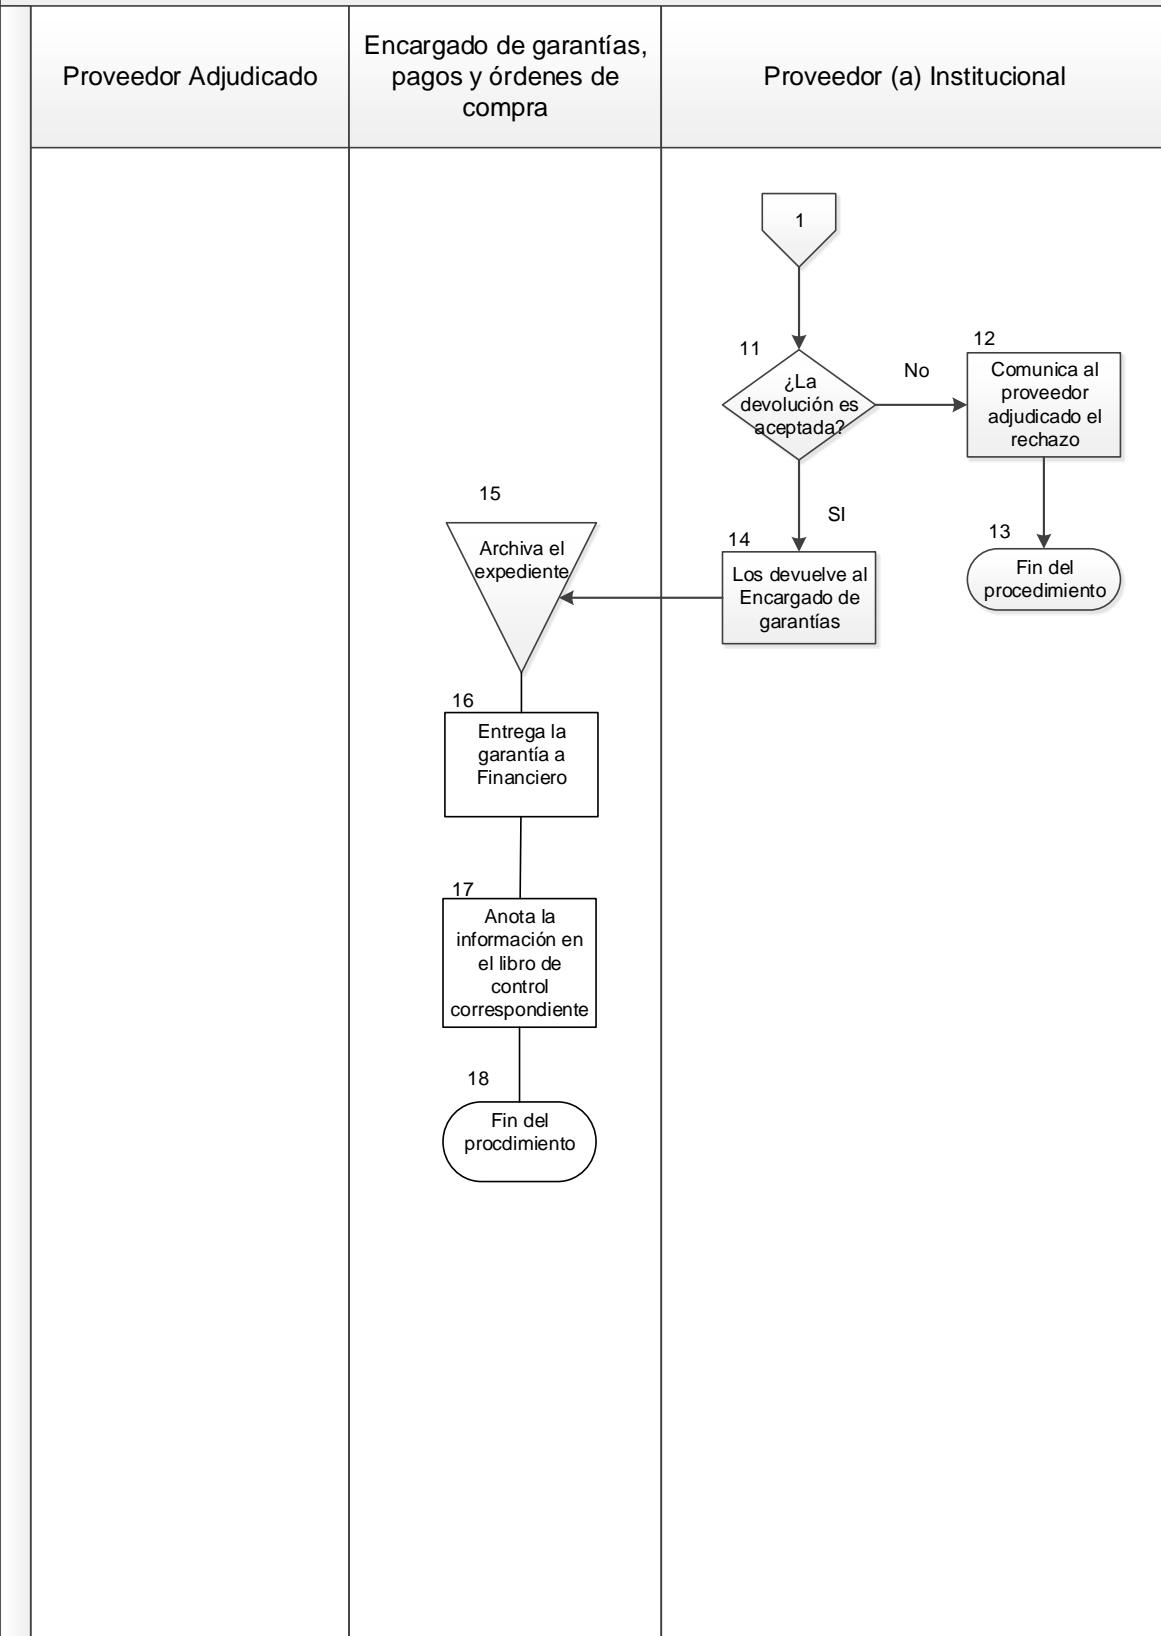 Proveedor Adjudicado
Encargado de garantías,
pagos y órdenes de
compra
Proveedor (a) Institucional
1
11
¿La
devolución es
aceptada?
No
12
Comunica al
proveedor
adjudicado el
rechazo
SI
13
Fin del
procedimiento
14
Los devuelve al
Encargado de
garantías
15
Archiva el
expediente
16
Entrega la
garantía a
Financiero
17
Anota la
información en
el libro de
control
correspondiente
18
Fin del
procdimiento